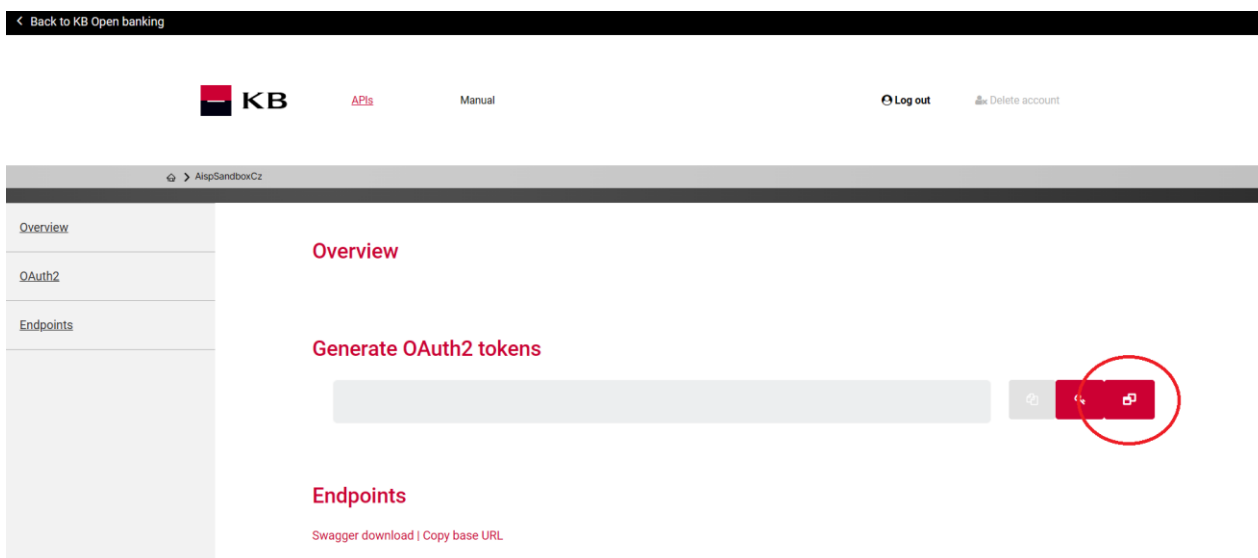 Back to KB Open banking
KB
APIs
Manual
Log out
Delete account
AispSandboxCz
Overview
OAuth2
Endpoints
Overview
Generate OAuth2 tokens
Endpoints
Swagger download | Copy base URL